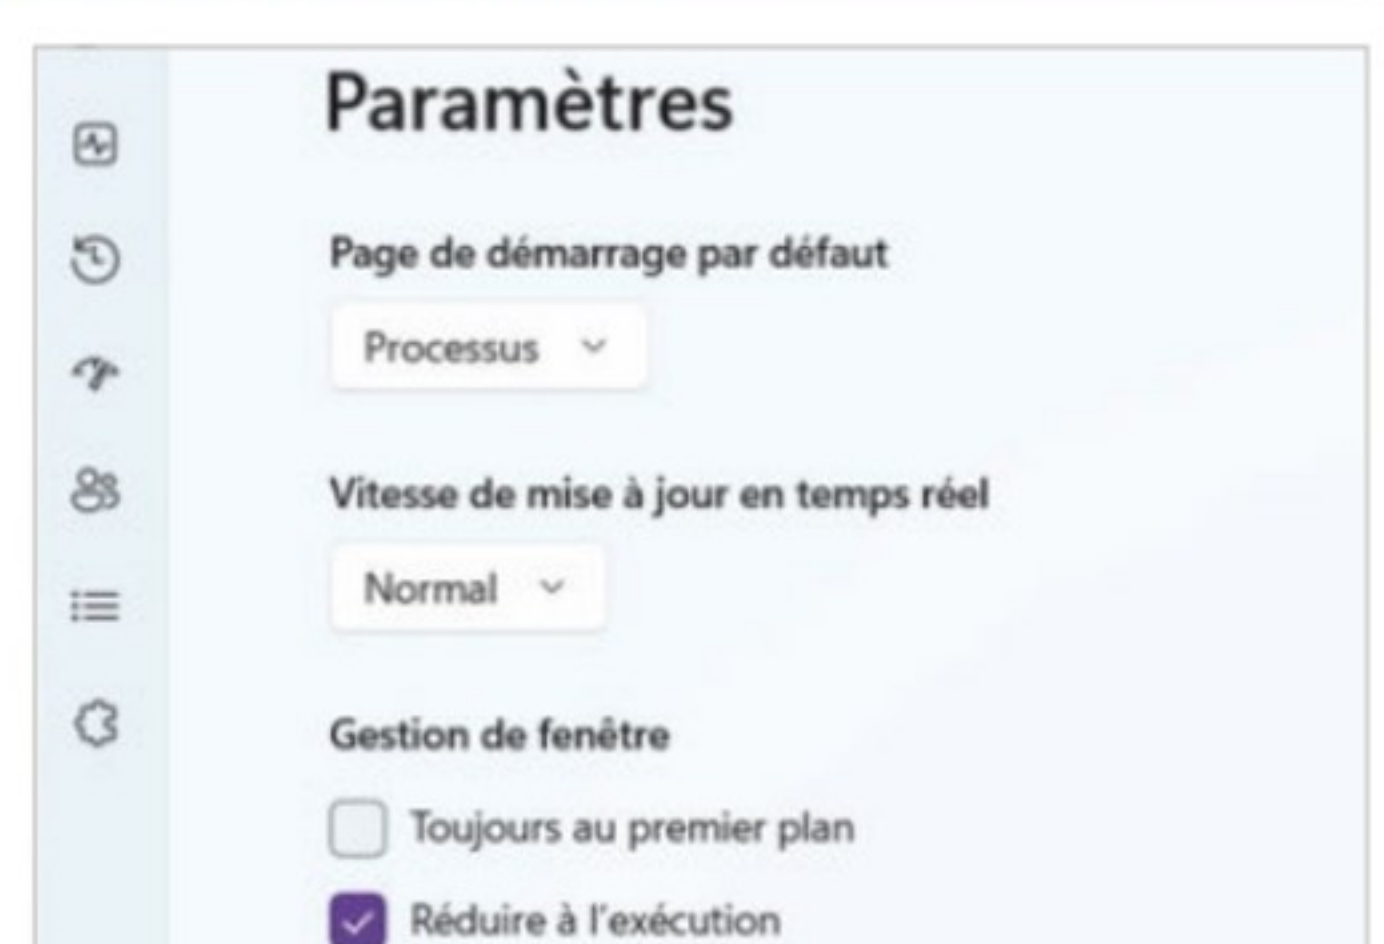 Paramètres
Page de démarrage par défaut
Processus
Vitesse de mise à jour en temps réel
Normal
Gestion de fenêtre
Toujours au premier plan
Réduire à l'exécution